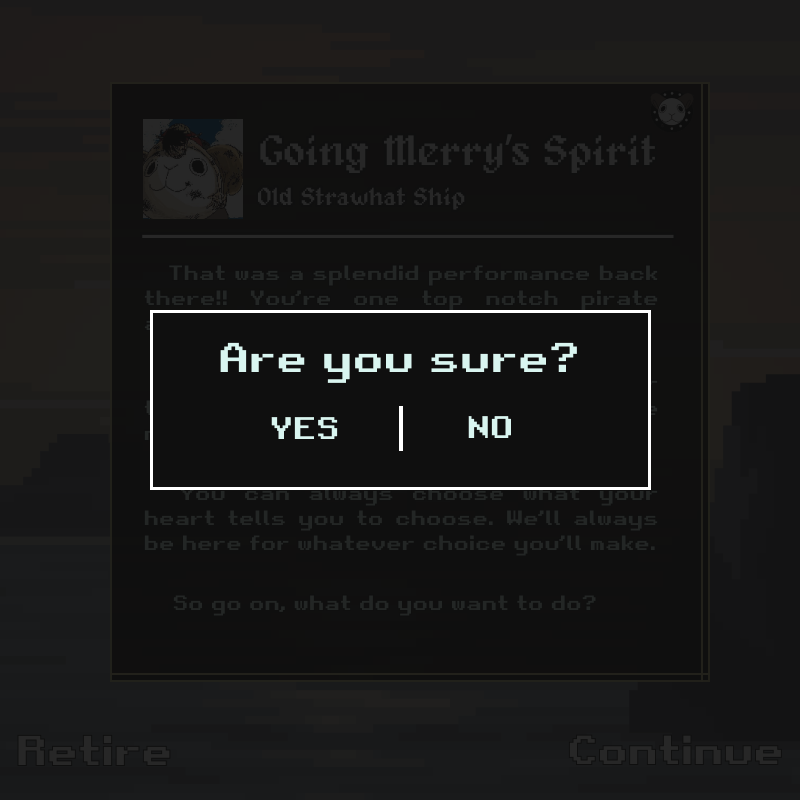 Going Merry's Spirit
Old Strawhat Ship
That was a splendid performance back
there!! You're one top notch pirate
Are you sure?
YES | NO
You can always choose what your
heart tells you to choose. We'll always
be here for whatever choice you'll make.
So go on, what do you want to do?
Retire
Continue